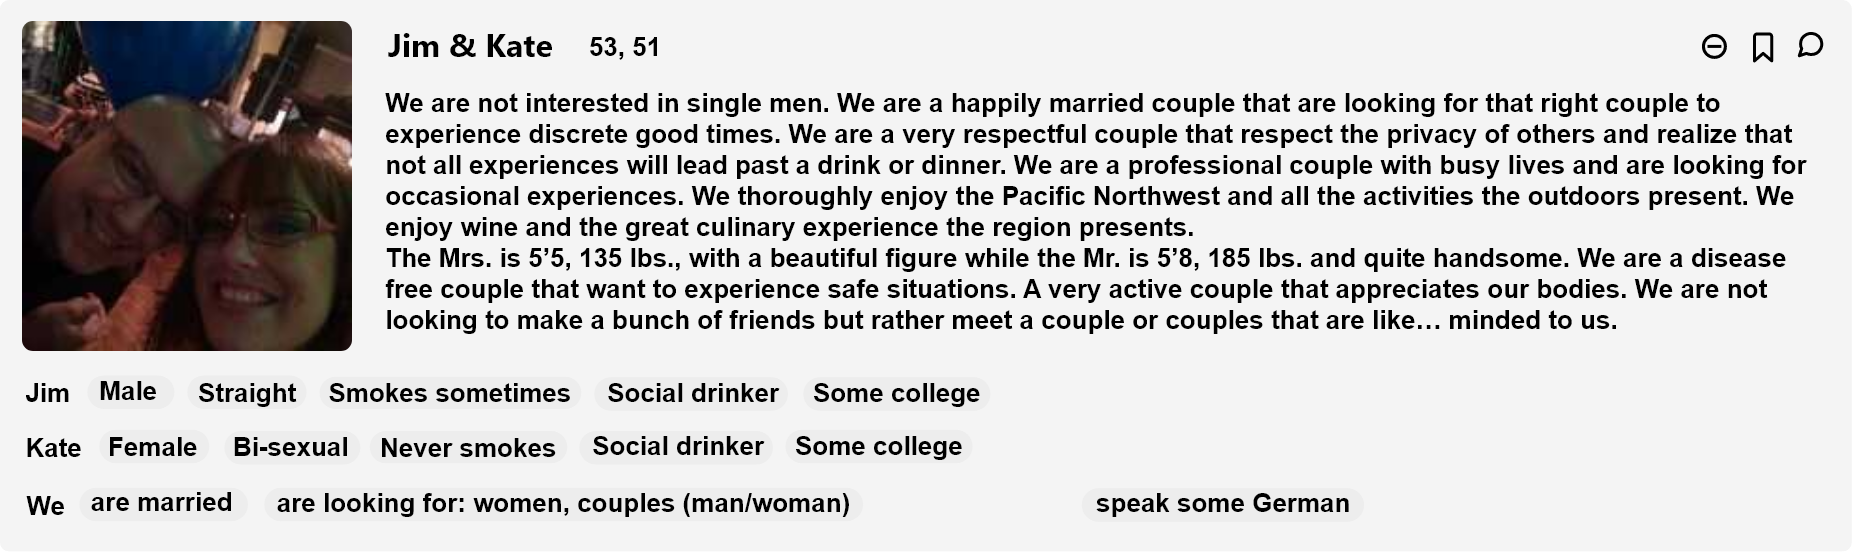 Jim & Kate 53, 51
We are not interested in single men. We are a happily married couple that are looking for that right couple to
experience discrete good times. We are a very respectful couple that respect the privacy of others and realize that
not all experiences will lead past a drink or dinner. We are a professional couple with busy lives and are looking for
occasional experiences. We thoroughly enjoy the Pacific Northwest and all the activities the outdoors present. We
enjoy wine and the great culinary experience the region presents.
The Mrs. is 5’5, 135 lbs., with a beautiful figure while the Mr. is 5’8, 185 lbs. and quite handsome. We are a disease
free couple that want to experience safe situations. A very active couple that appreciates our bodies. We are not
looking to make a bunch of friends but rather meet a couple or couples that are like… minded to us.
Jim Male Straight Smokes sometimes Social drinker Some college
Kate Female Bi-sexual Never smokes Social drinker Some college
We are married are looking for: women, couples (man/woman) speak some German